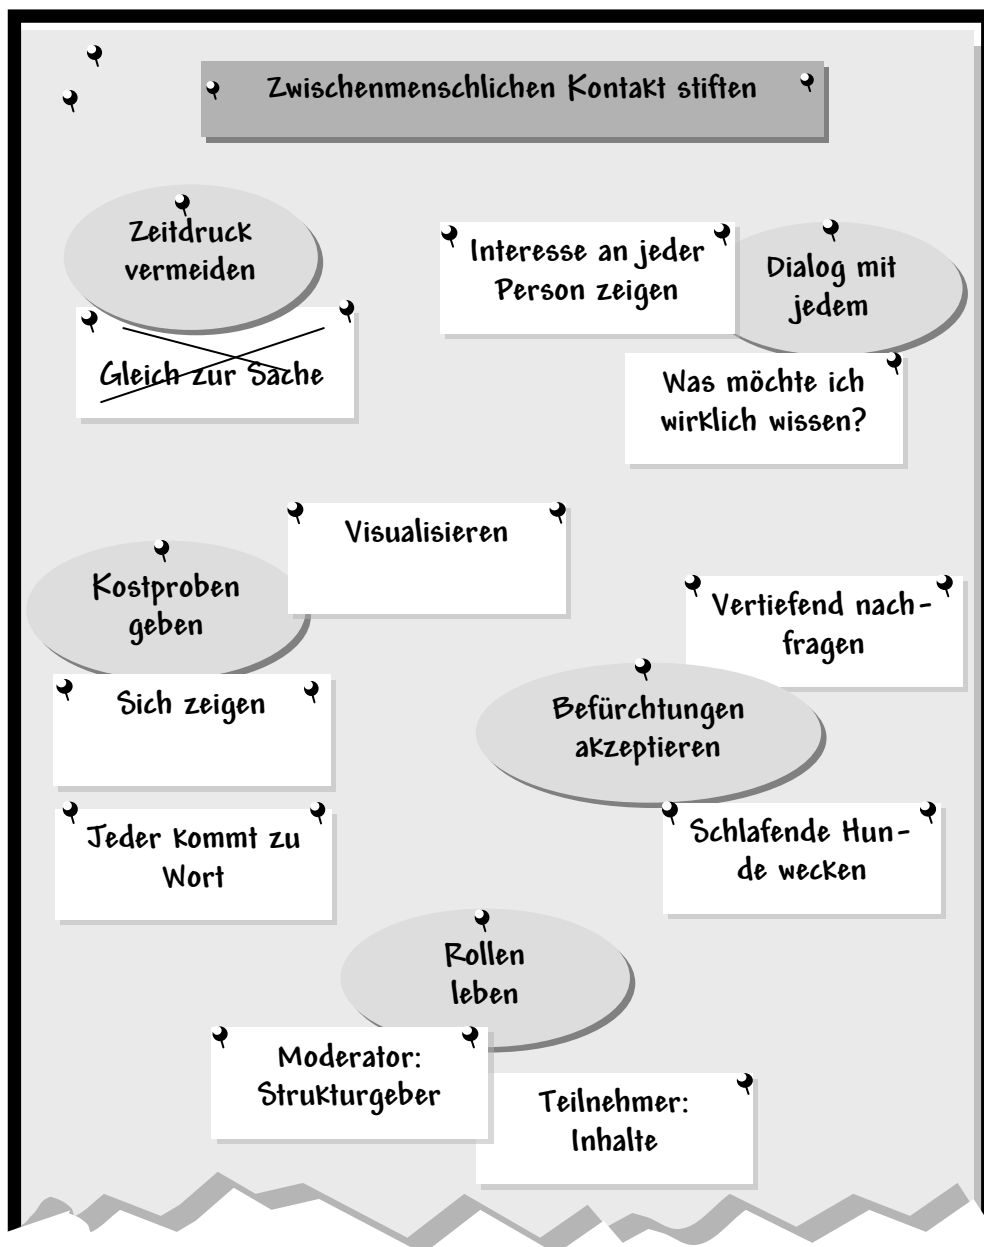 Zwischenmenschlichen Kontakt stiften
Zeitdruck
vermeiden
Gleich zur Sache
Interesse an jeder
Person zeigen
Dialog mit
jedem
Was möchte ich
wirklich wissen?
Visualisieren
Kostproben
geben
Sich zeigen
Jeder kommt zu
Wort
Vertiefend nach-
fragen
Befürchtungen
akzeptieren
Schlafende Hun-
de wecken
Rollen
leben
Moderator:
Strukturgeber
Teilnehmer:
Inhalte